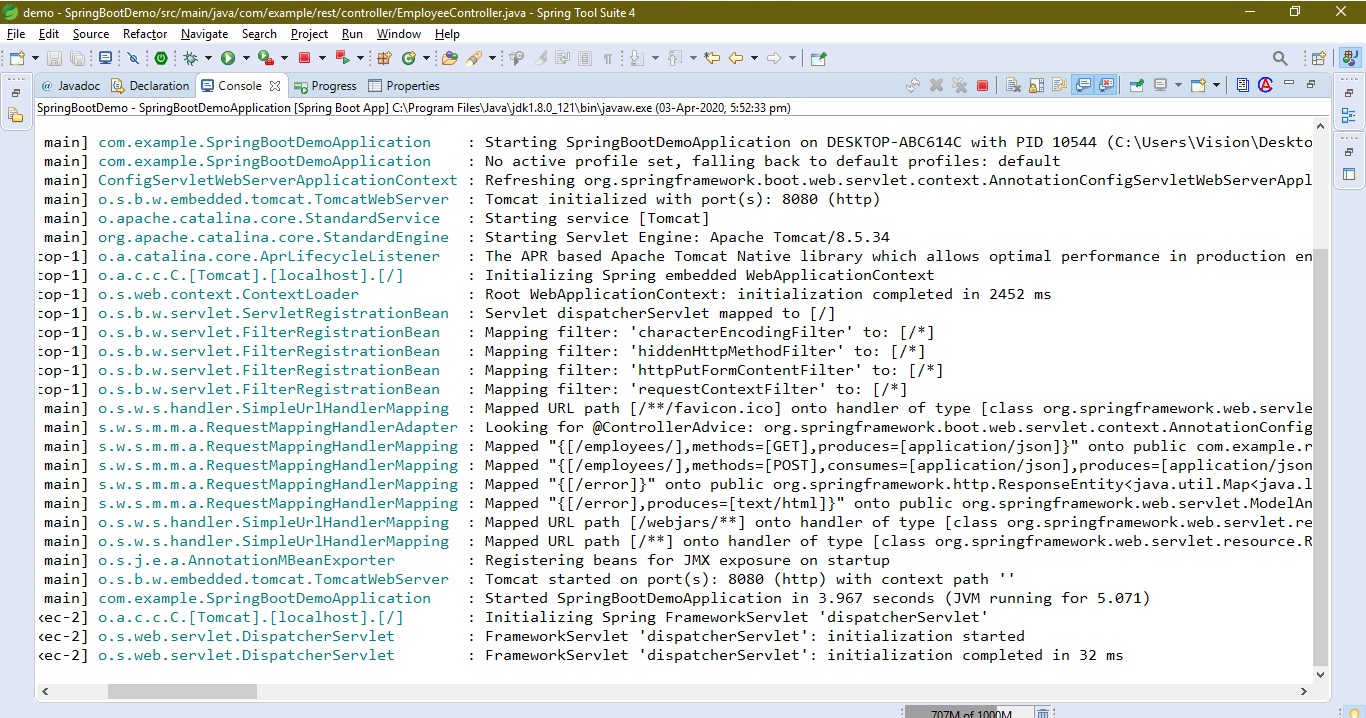 demo - SpringBootDemo/src/main/java/com/example/rest/controller/EmployeeController.java - Spring Tool Suite 4
File Edit Source Refactor Navigate Search Project Run Window Help
@ Javadoc Declaration Console Progress Properties
SpringBootDemo - SpringBootDemoApplication [Spring Boot App] C:\Program Files\Java\jdk1.8.0_121\bin\javaw.exe (03-Apr-2020, 5:52:33 pm)
main] com.example.SpringBootDemoApplication : Starting SpringBootDemoApplication on DESKTOP-ABC614C with PID 10544 (C:\Users\Vision\Deskto
main] com.example.SpringBootDemoApplication : No active profile set, falling back to default profiles: default
main] ConfigServletWebServerApplicationContext : Refreshing org.springframework.boot.web.servlet.context.AnnotationConfigServletWebServerAppl
main] o.s.b.w.embedded.tomcat.TomcatWebServer : Tomcat initialized with port(s): 8080 (http)
main] o.apache.catalina.core.StandardService : Starting service [Tomcat]
main] org.apache.catalina.core.StandardEngine : Starting Servlet Engine: Apache Tomcat/8.5.34
top-1] o.a.catalina.core.AprLifecycleListener : The APR based Apache Tomcat Native library which allows optimal performance in production en
top-1] o.a.c.c.C.[Tomcat].[localhost].[/] : Initializing Spring embedded WebApplicationContext
top-1] o.s.web.context.ContextLoader : Root WebApplicationContext: initialization completed in 2452 ms
top-1] o.s.b.w.servlet.ServletRegistrationBean : Servlet dispatcherServlet mapped to [/]
top-1] o.s.b.w.servlet.FilterRegistrationBean : Mapping filter: 'characterEncodingFilter' to: [/*]
top-1] o.s.b.w.servlet.FilterRegistrationBean : Mapping filter: 'hiddenHttpMethodFilter' to: [/*]
top-1] o.s.b.w.servlet.FilterRegistrationBean : Mapping filter: 'httpPutFormContentFilter' to: [/*]
top-1] o.s.b.w.servlet.FilterRegistrationBean : Mapping filter: 'requestContextFilter' to: [/*]
main] o.s.w.s.handler.SimpleUrlHandlerMapping : Mapped URL path [/**/favicon.ico] onto handler of type [class org.springframework.web.servle
main] s.w.s.m.m.a.RequestMappingHandlerAdapter : Looking for @ControllerAdvice: org.springframework.boot.web.servlet.context.AnnotationConfig
main] s.w.s.m.m.a.RequestMappingHandlerMapping : Mapped "{[/employees/],methods=[GET],produces=[application/json]}" onto public com.example.r
main] s.w.s.m.m.a.RequestMappingHandlerMapping : Mapped "{[/employees/],methods=[POST],consumes=[application/json],produces=[application/json
main] s.w.s.m.m.a.RequestMappingHandlerMapping : Mapped "{[/error]}" onto public org.springframework.http.ResponseEntity<java.util.Map<java.l
main] s.w.s.m.m.a.RequestMappingHandlerMapping : Mapped "{[/error],produces=[text/html]}" onto public org.springframework.web.servlet.ModelAn
main] o.s.w.s.handler.SimpleUrlHandlerMapping : Mapped URL path [/webjars/**] onto handler of type [class org.springframework.web.servlet.re
main] o.s.w.s.handler.SimpleUrlHandlerMapping : Mapped URL path [/**] onto handler of type [class org.springframework.web.servlet.resource.R
main] o.s.j.e.a.AnnotationMBeanExporter : Registering beans for JMX exposure on startup
main] o.s.b.w.embedded.tomcat.TomcatWebServer : Tomcat started on port(s): 8080 (http) with context path ''
main] com.example.SpringBootDemoApplication : Started SpringBootDemoApplication in 3.967 seconds (JVM running for 5.071)
xec-2] o.a.c.c.C.[Tomcat].[localhost].[/] : Initializing Spring FrameworkServlet 'dispatcherServlet'
xec-2] o.s.web.servlet.DispatcherServlet : FrameworkServlet 'dispatcherServlet': initialization started
xec-2] o.s.web.servlet.DispatcherServlet : FrameworkServlet 'dispatcherServlet': initialization completed in 32 ms
707M of 1000M